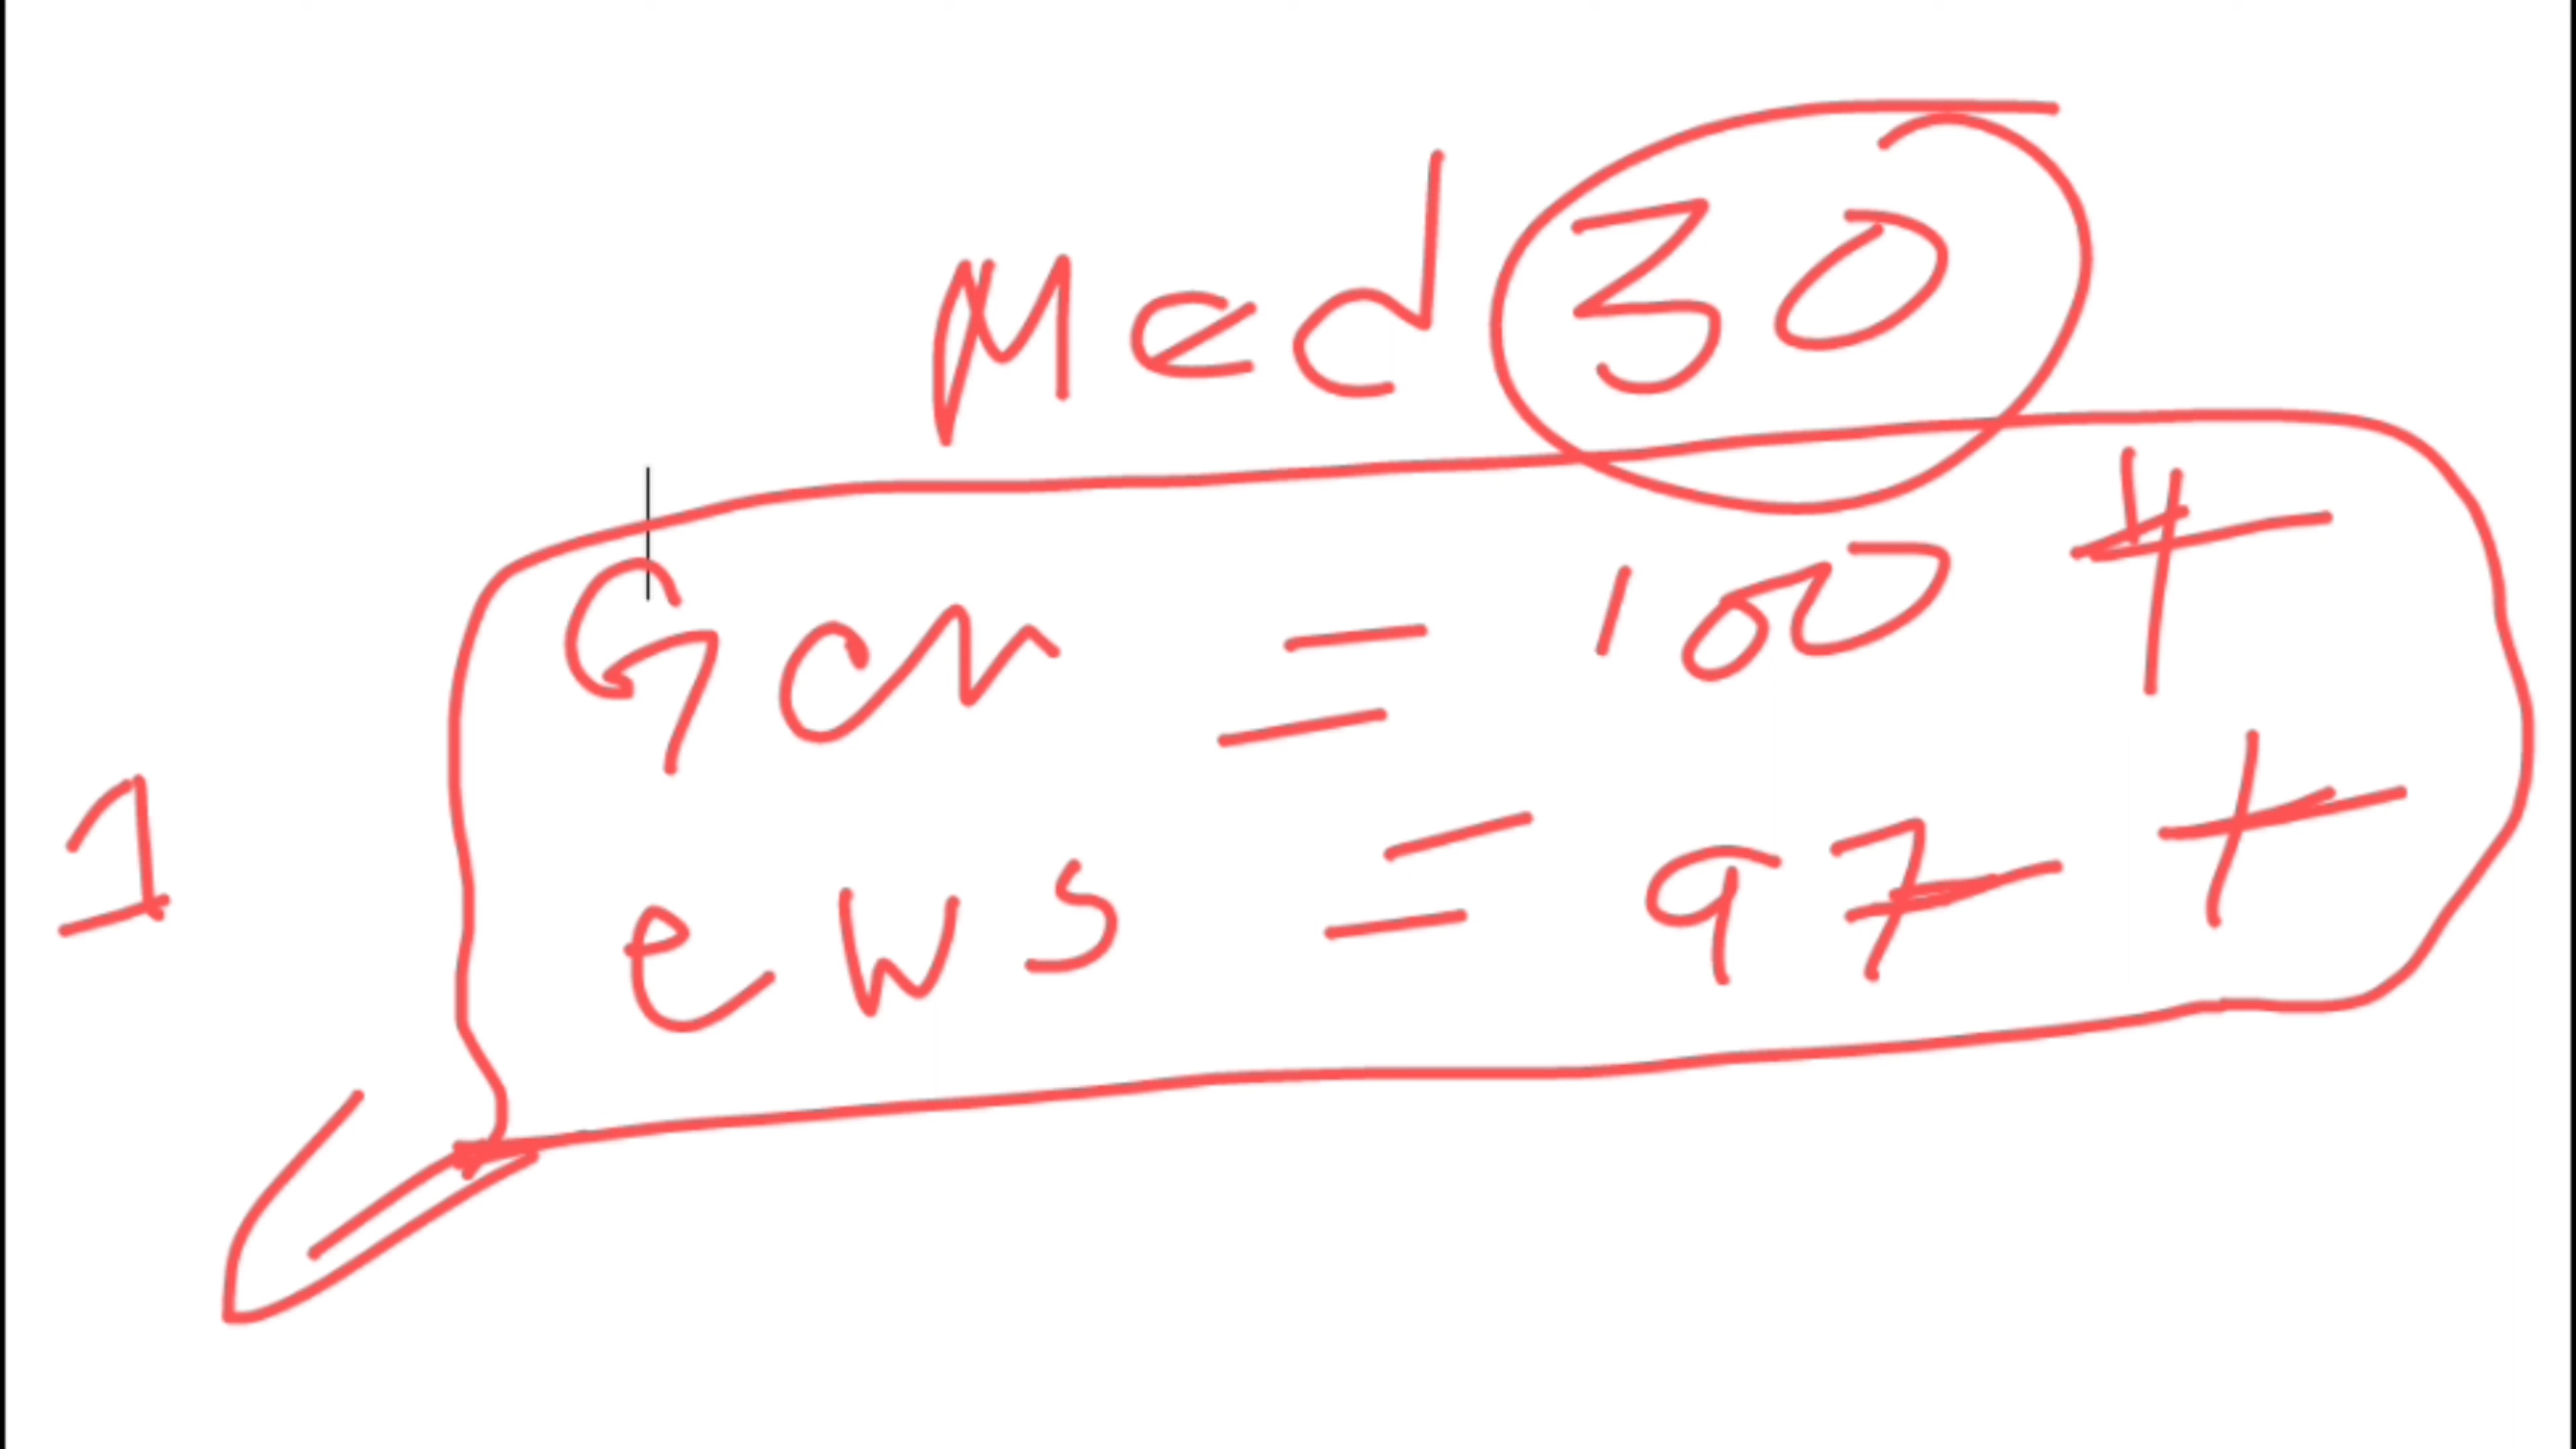 Med 30
Gen = 100 +
1
ews = 97 +